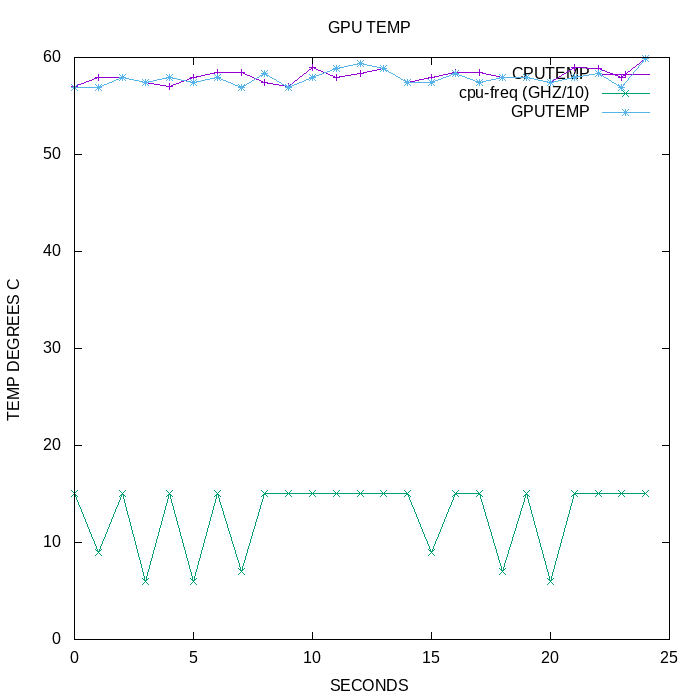 GPU TEMP
60
CPUTEMP
cpu-freq (GHZ/10)
GPUTEMP
50
40
30
20
10
0
TEMP DEGREES C
0 5 10 15 20 25
SECONDS